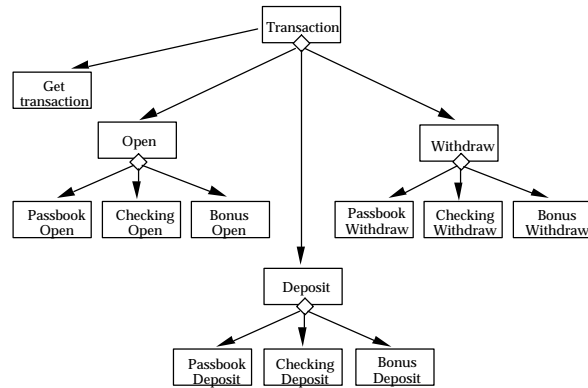 Transaction
Get
transaction
Open
Withdraw
Passbook
Open
Checking
Open
Bonus
Open
Passbook
Withdraw
Checking
Withdraw
Bonus
Withdraw
Deposit
Passbook
Deposit
Checking
Deposit
Bonus
Deposit